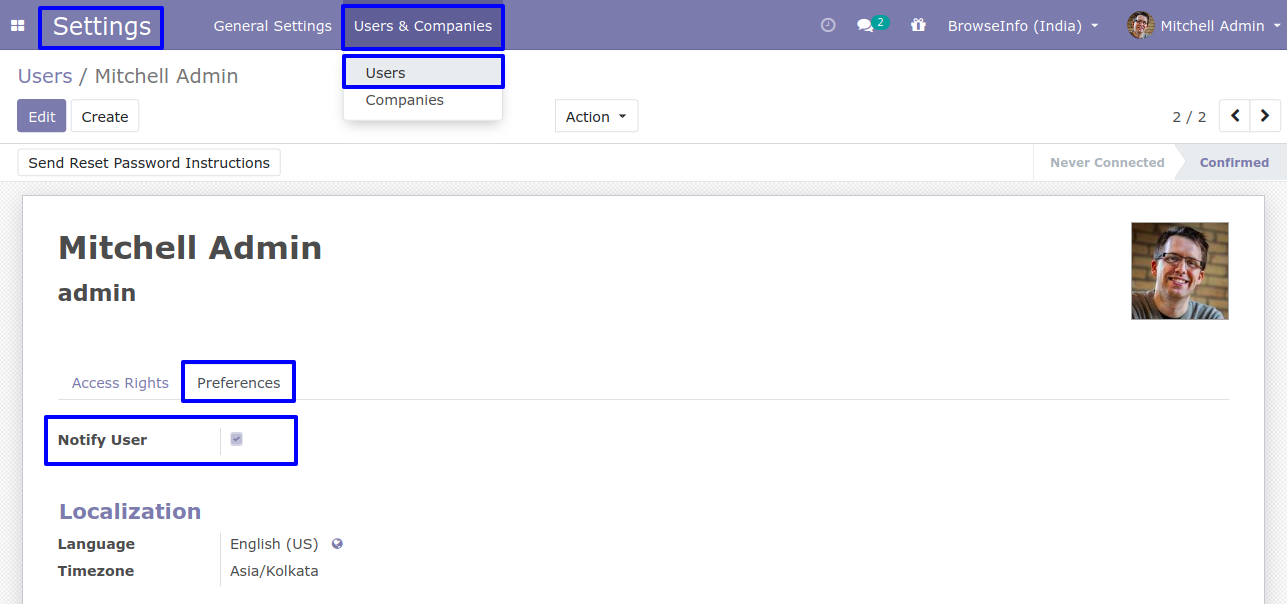 Settings General Settings Users & Companies 2 BrowseInfo (India) Mitchell Admin
Users / Mitchell Admin
Users
Companies
Edit Create Action 2 / 2
Send Reset Password Instructions Never Connected Confirmed
Mitchell Admin
admin
Access Rights Preferences
Notify User
Localization
Language English (US)
Timezone Asia/Kolkata